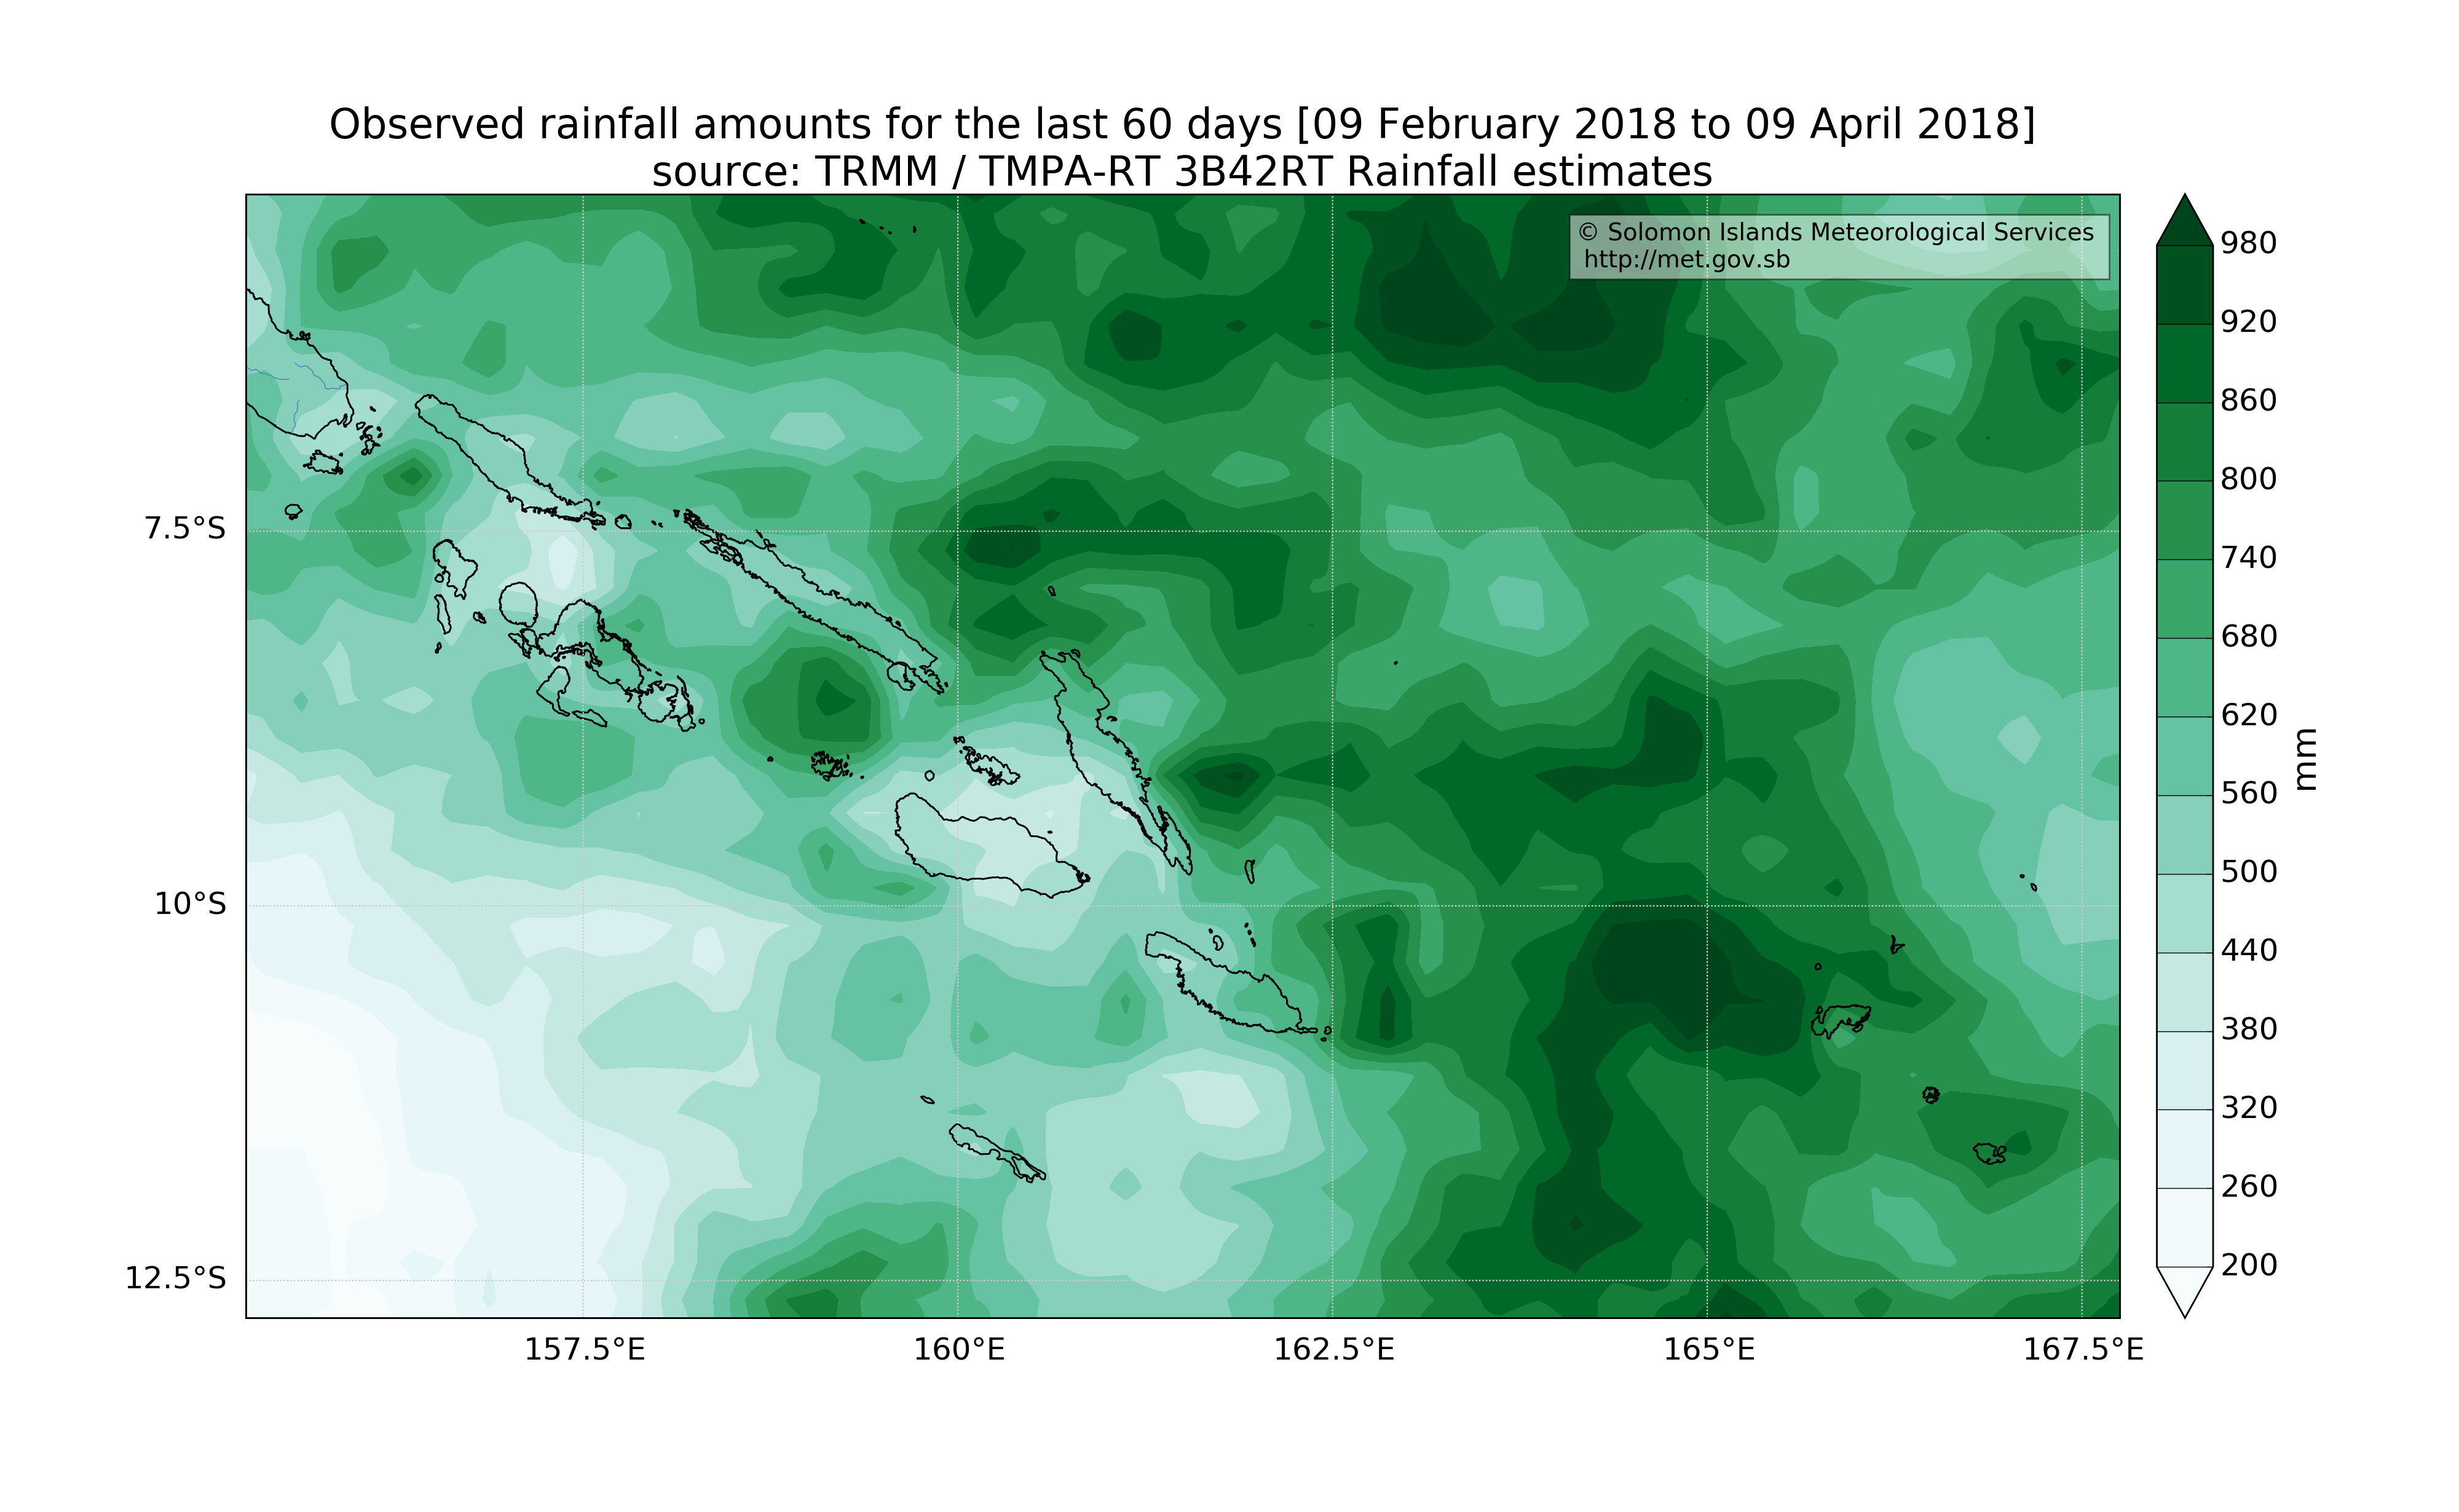 Observed rainfall amounts for the last 60 days [09 February 2018 to 09 April 2018]
source: TRMM / TMPA-RT 3B42RT Rainfall estimates
© Solomon Islands Meteorological Services
http://met.gov.sb
7.5°S
10°S
12.5°S
157.5°E
160°E
162.5°E
165°E
167.5°E
980
920
860
800
740
680
620
560
500
440
380
320
260
200
mm